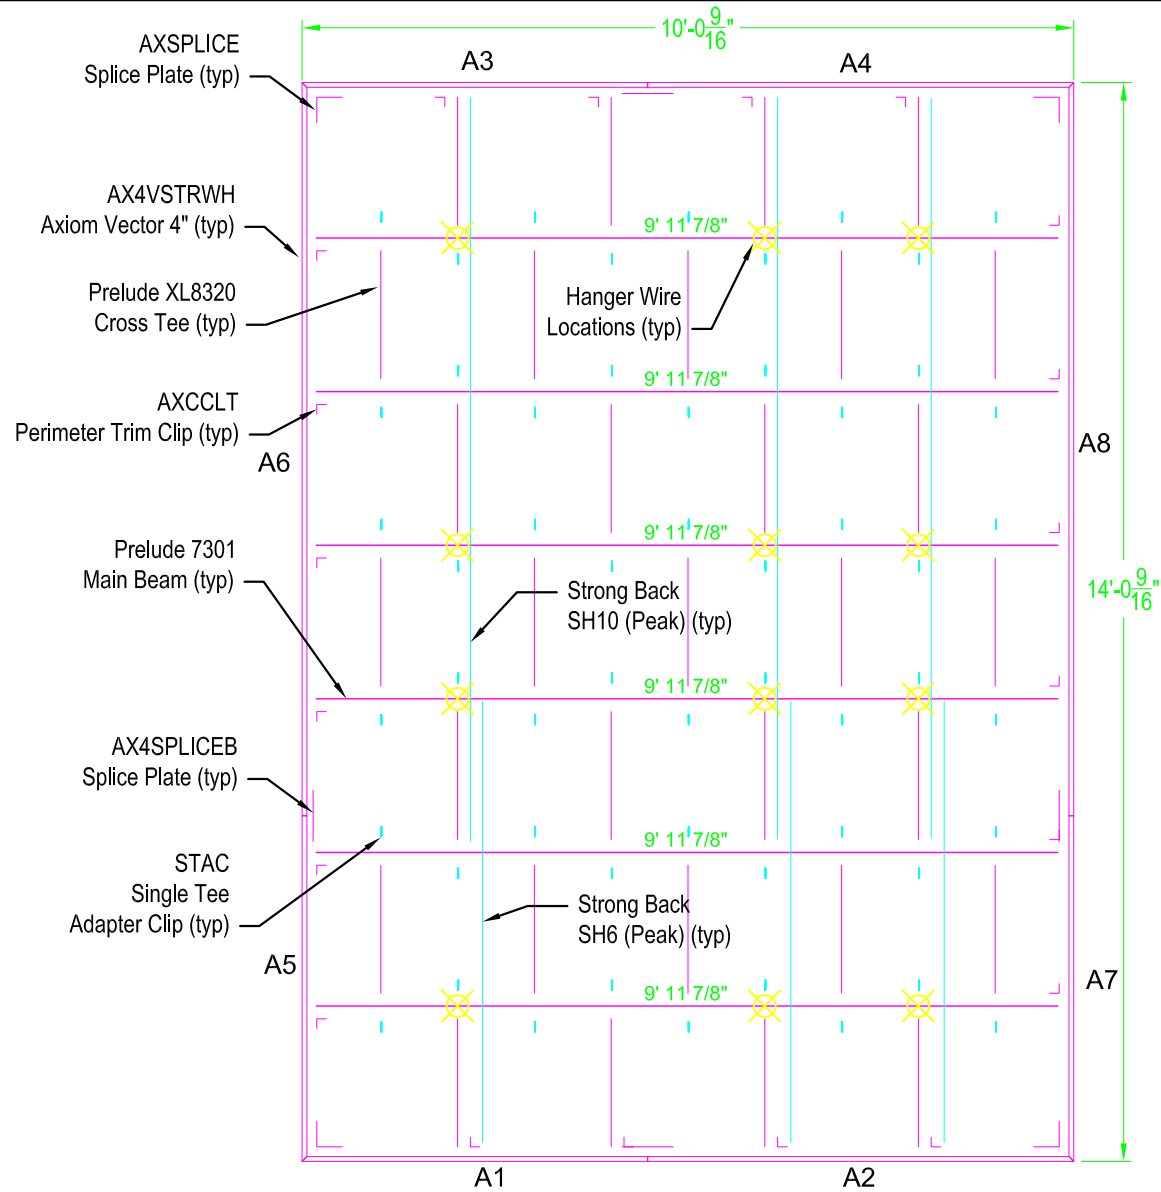 10'-0 9/16"
AXSPLICE
Splice Plate (typ)
A3
A4
AX4VSTRWH
Axiom Vector 4" (typ)
9' 11 7/8"
Prelude XL8320
Cross Tee (typ)
Hanger Wire
Locations (typ)
9' 11 7/8"
AXCCLT
Perimeter Trim Clip (typ)
A6
A8
9' 11 7/8"
Prelude 7301
Main Beam (typ)
Strong Back
SH10 (Peak) (typ)
14'-0 9/16"
9' 11 7/8"
AX4SPLICEB
Splice Plate (typ)
9' 11 7/8"
STAC
Single Tee
Adapter Clip (typ)
Strong Back
SH6 (Peak) (typ)
A5
A7
9' 11 7/8"
A1
A2